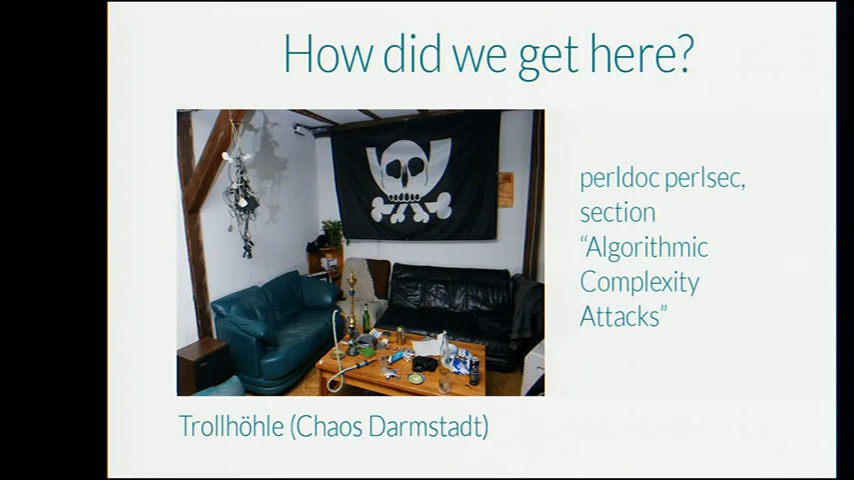 How did we get here?
perldoc perlsec,
section
“Algorithmic
Complexity
Attacks”
Trollhöhle (Chaos Darmstadt)